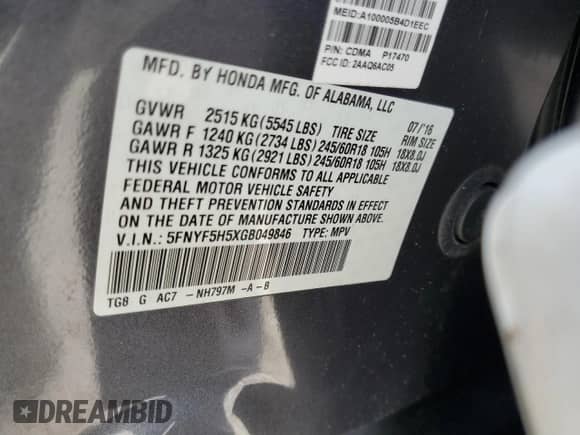 MEID:A100005B4D1EEC
P/N: CDMA P17470
FCC ID: 2AAQ6AC05
MFD. BY HONDA MFG. OF ALABAMA, LLC
07/'16
GVWR 2515 KG (5545 LBS) TIRE SIZE RIM SIZE
GAWR F 1240 KG (2734 LBS) 245/60R18 105H 18X8.0J
GAWR R 1325 KG (2921 LBS) 245/60R18 105H 18X8.0J
THIS VEHICLE CONFORMS TO ALL APPLICABLE
FEDERAL MOTOR VEHICLE SAFETY
AND THEFT PREVENTION STANDARDS IN EFFECT
ON THE DATE OF MANUFACTURE SHOWN ABOVE.
V.I.N.: 5FNYF5H5XGB049846 TYPE: MPV
TG8 G AC7 - NH797M -A-B
DREAMBID